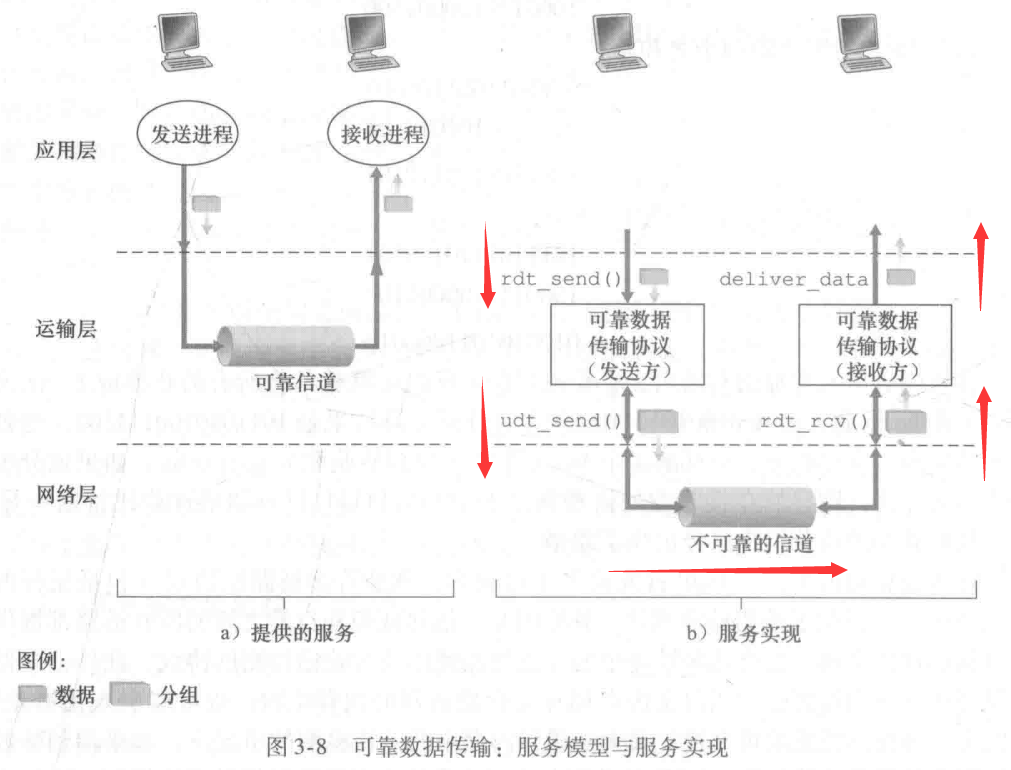 发送进程
接收进程
应用层
rdt_send()
deliver_data
运输层
可靠信道
可靠数据
传输协议
（发送方）
可靠数据
传输协议
（接收方）
udt_send()
rdt_rcv()
网络层
不可靠的信道
a）提供的服务
b）服务实现
图例：
数据
分组
图3-8 可靠数据传输：服务模型与服务实现